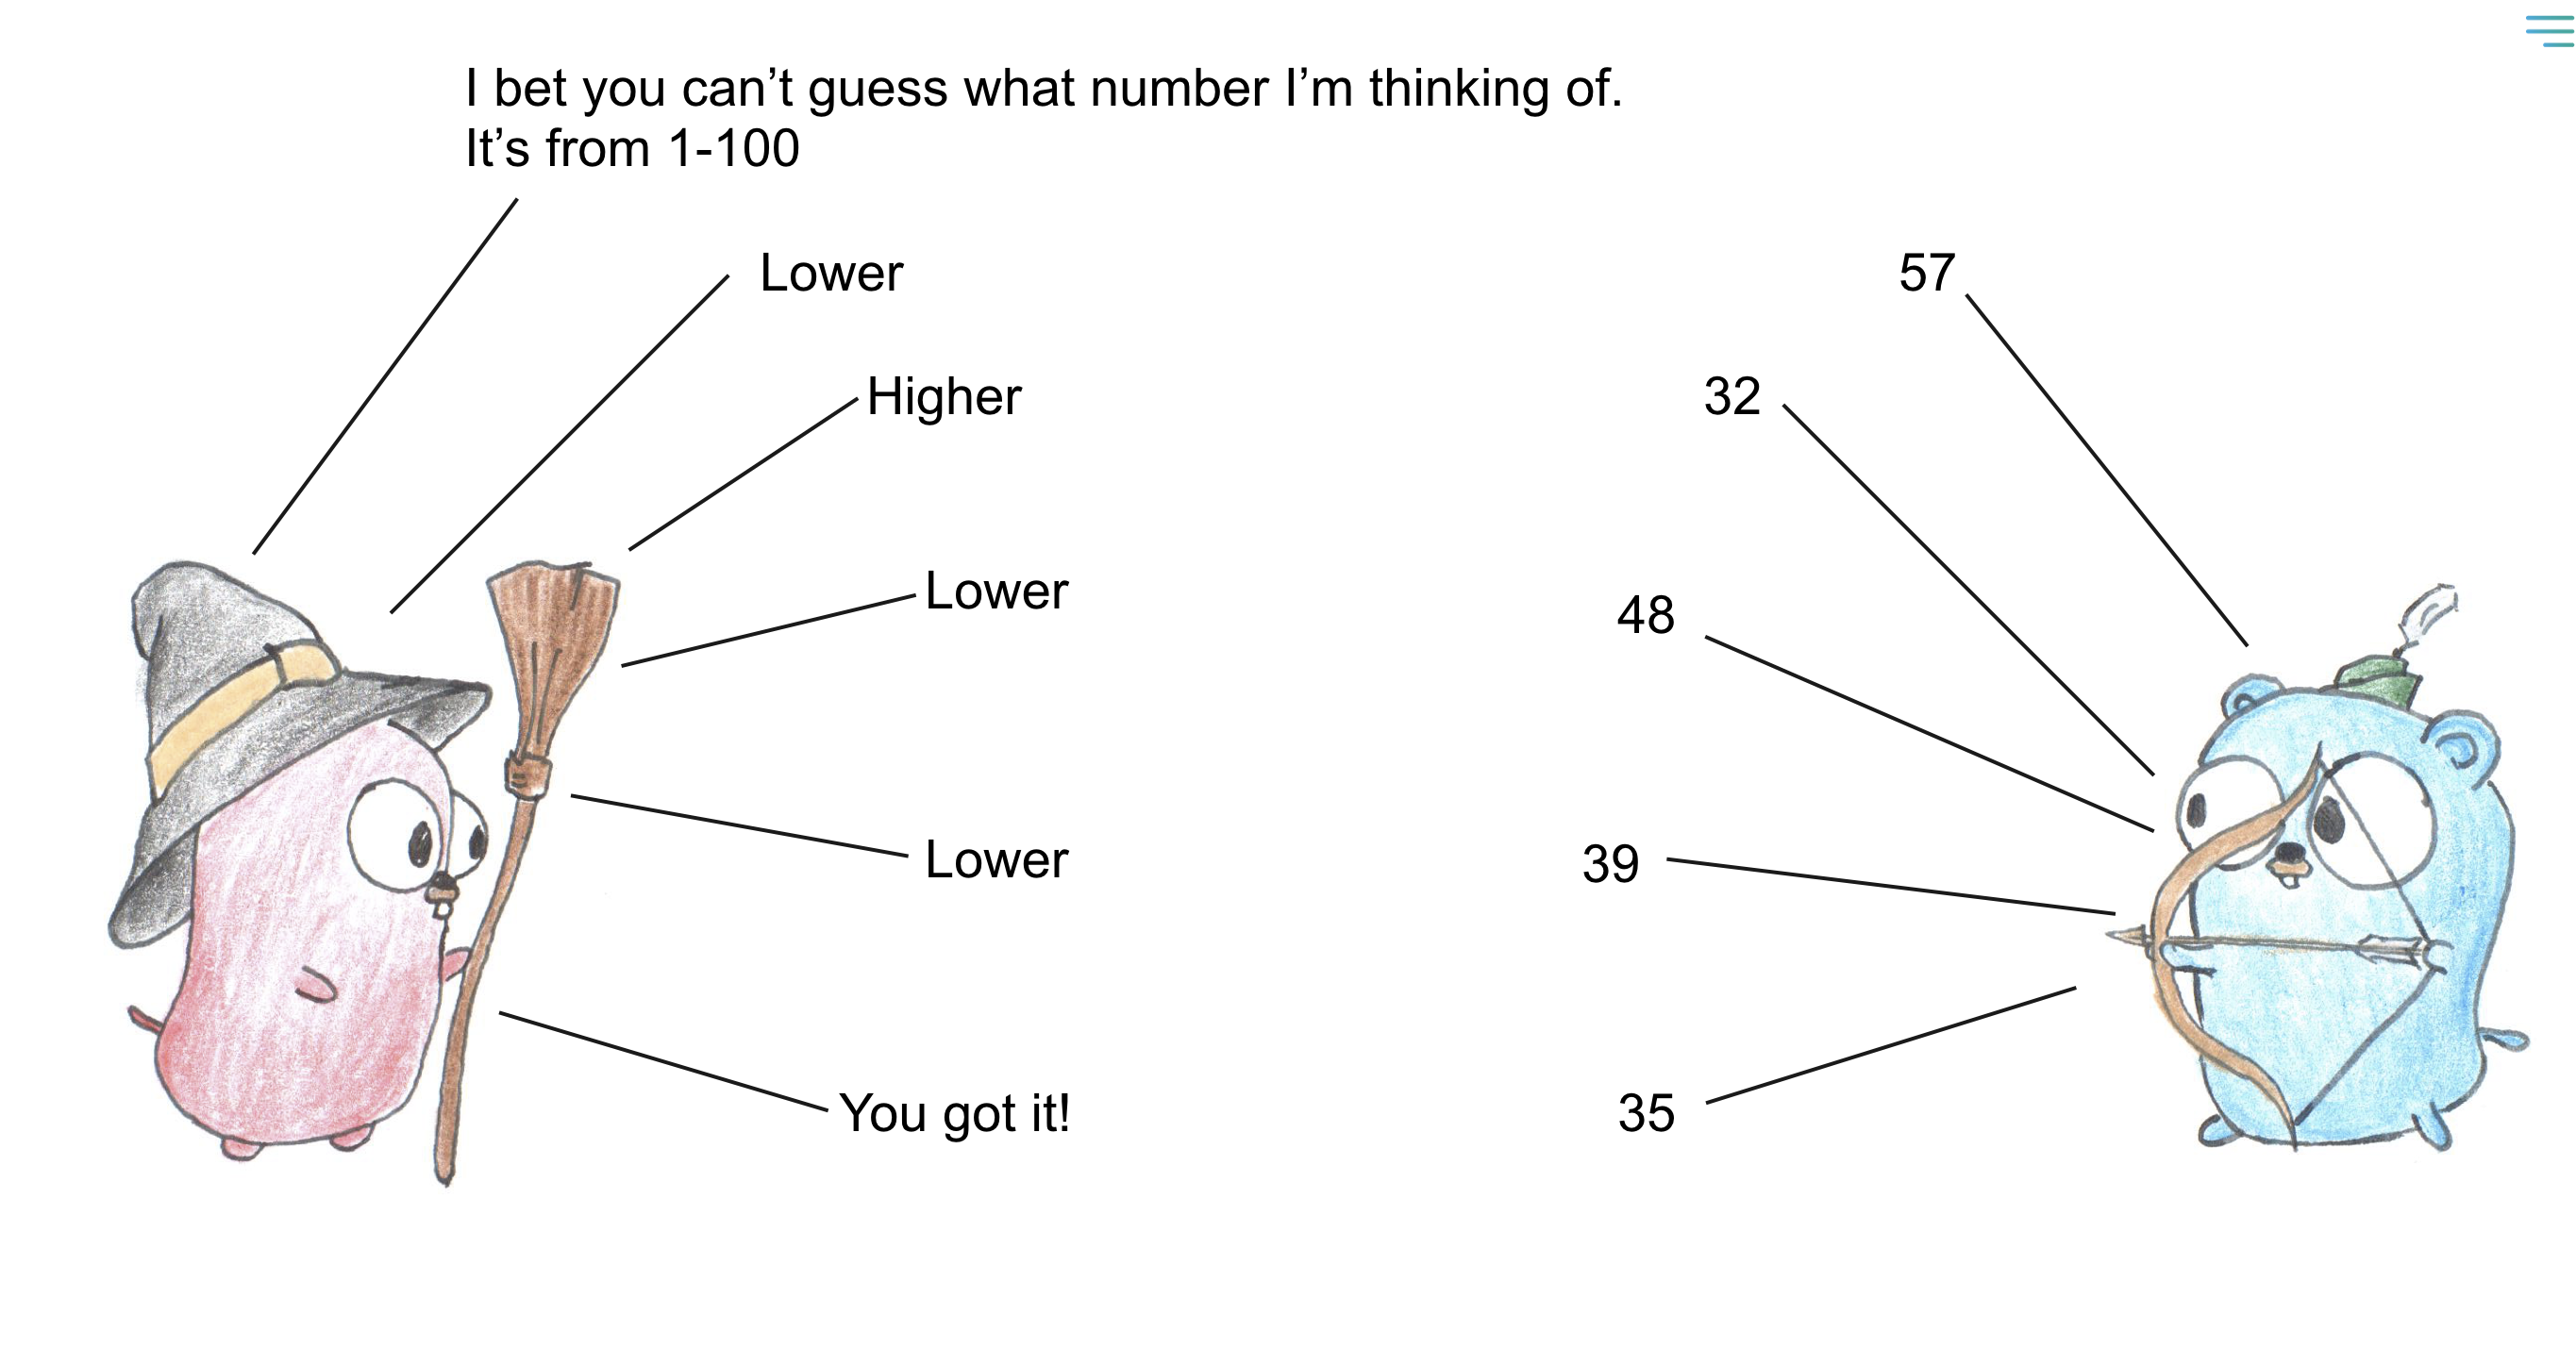 I bet you can’t guess what number I’m thinking of.
It’s from 1-100
57
Lower
32
Higher
48
Lower
39
Lower
35
You got it!